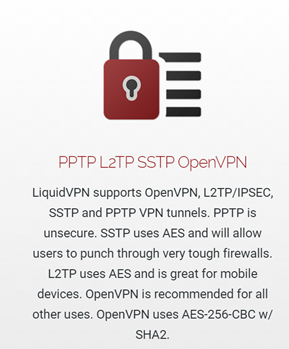 PPTP L2TP SSTP OpenVPN
LiquidVPN supports OpenVPN, L2TP/IPSEC,
SSTP and PPTP VPN tunnels. PPTP is
unsecure. SSTP uses AES and will allow
users to punch through very tough firewalls.
L2TP uses AES and is great for mobile
devices. OpenVPN is recommended for all
other uses. OpenVPN uses AES-256-CBC w/
SHA2.